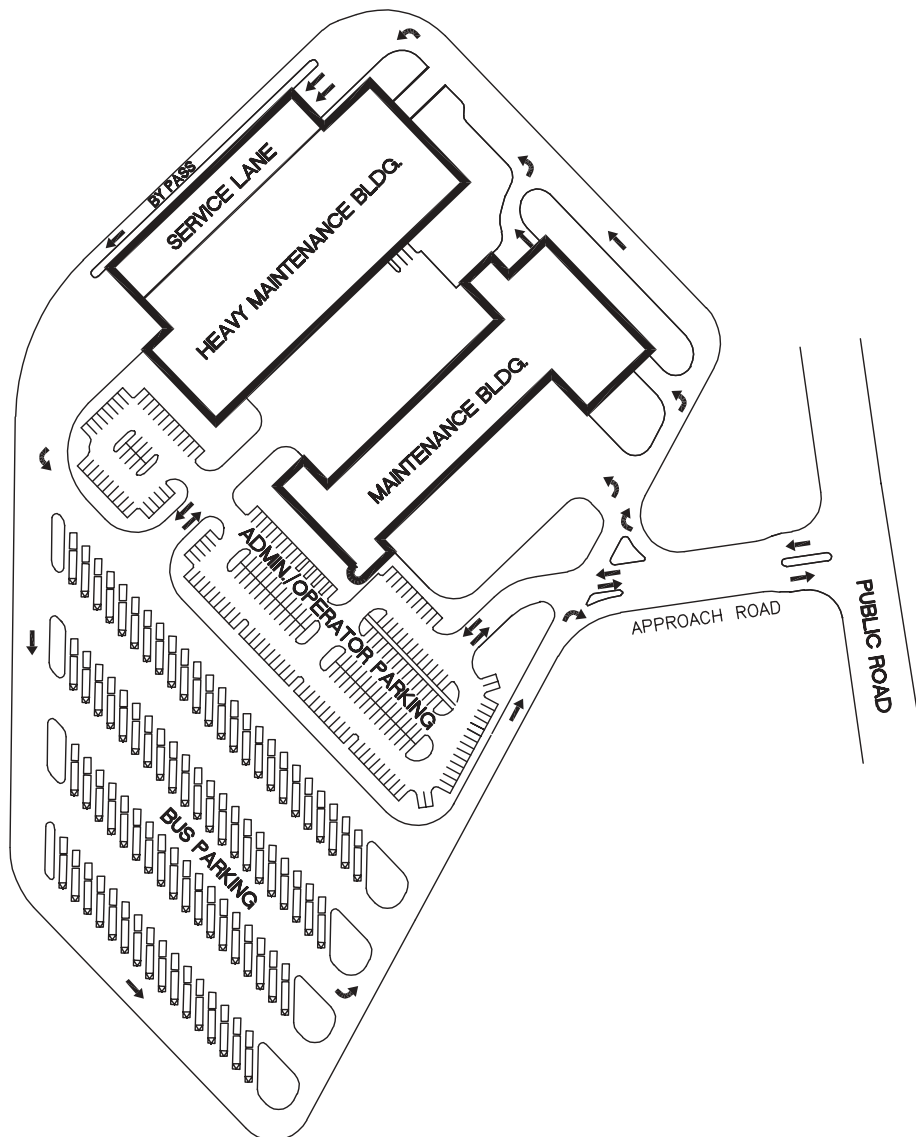 BY PASS
SERVICE LANE
HEAVY MAINTENANCE BLDG.
MAINTENANCE BLDG.
ADMIN/OPERATOR PARKING
APPROACH ROAD
PUBLIC ROAD
BUS PARKING